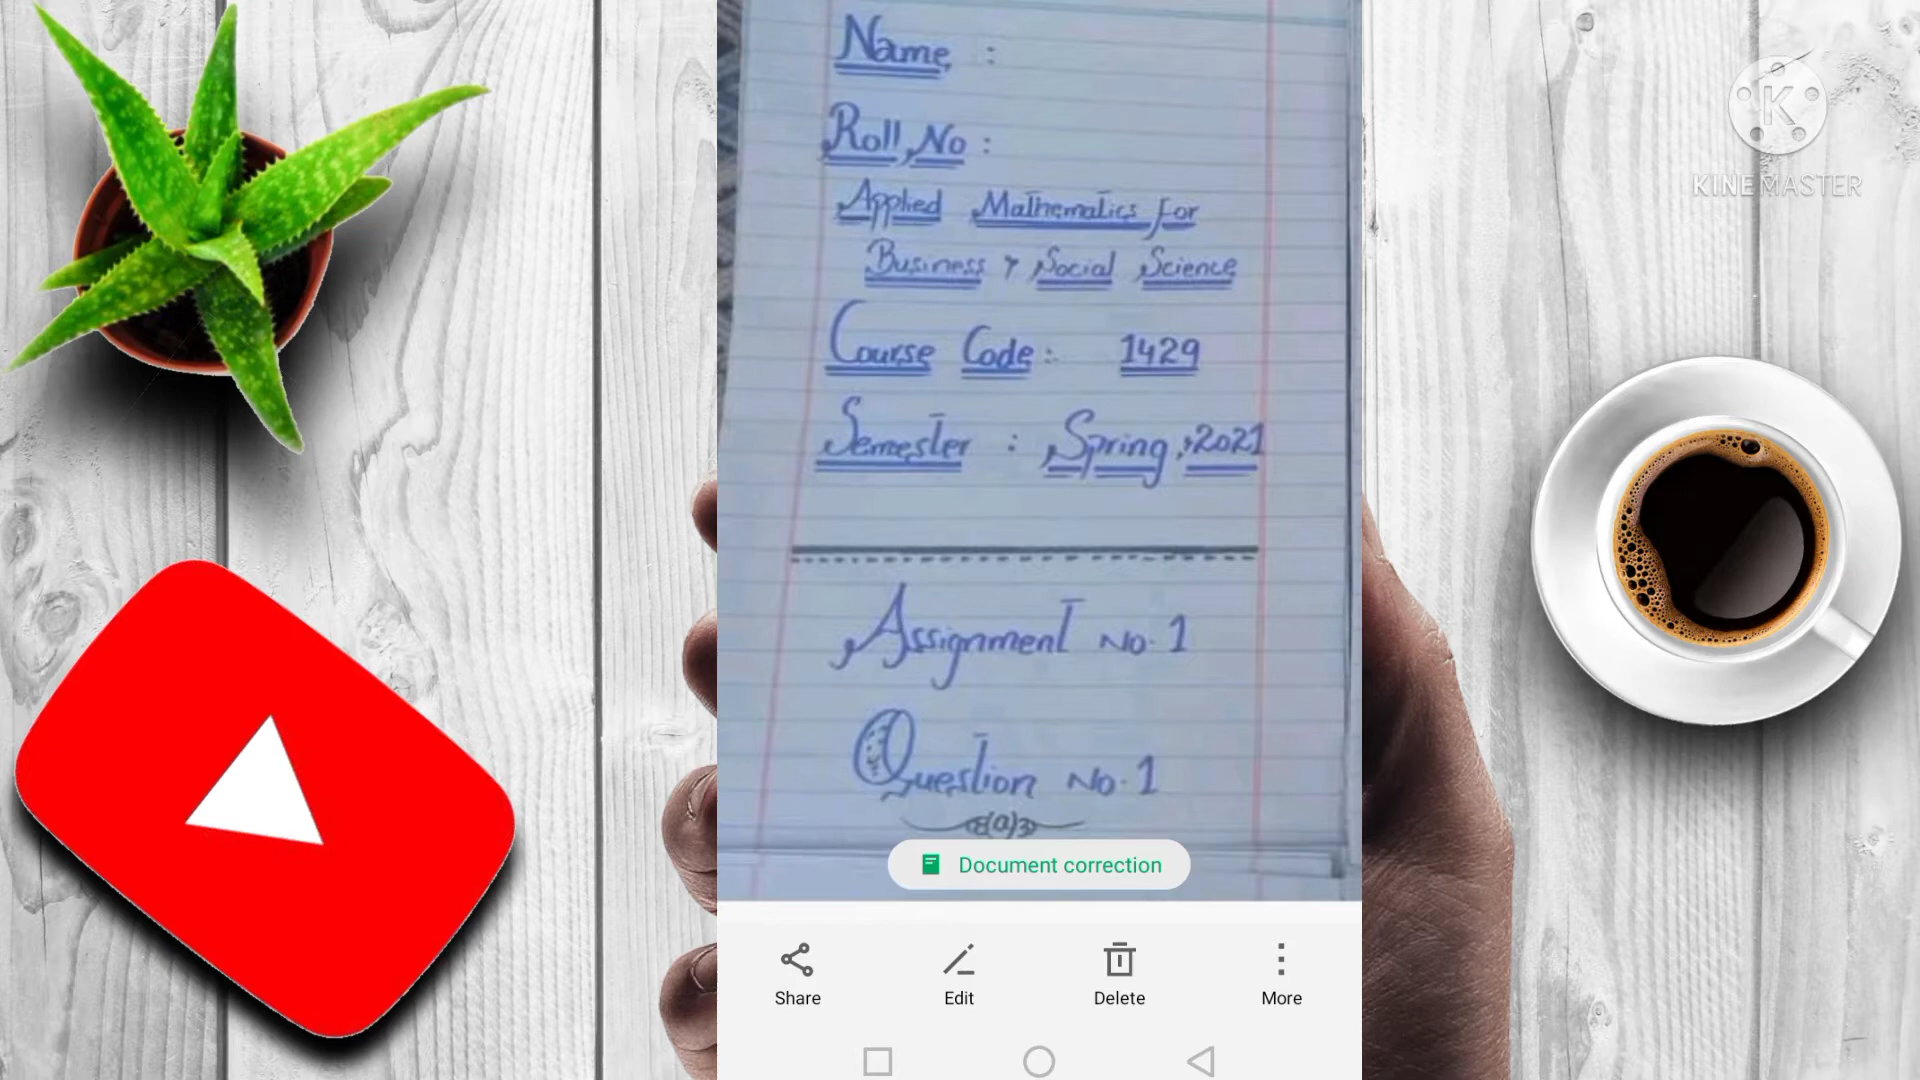 Name :
Roll No :
Applied Mathematics For
Business & Social Science
Course Code : 1429
Semester : Spring, 2021
Assignment No. 1
Question No. 1
(a)
Document correction
Share Edit Delete More
K
KINEMASTER